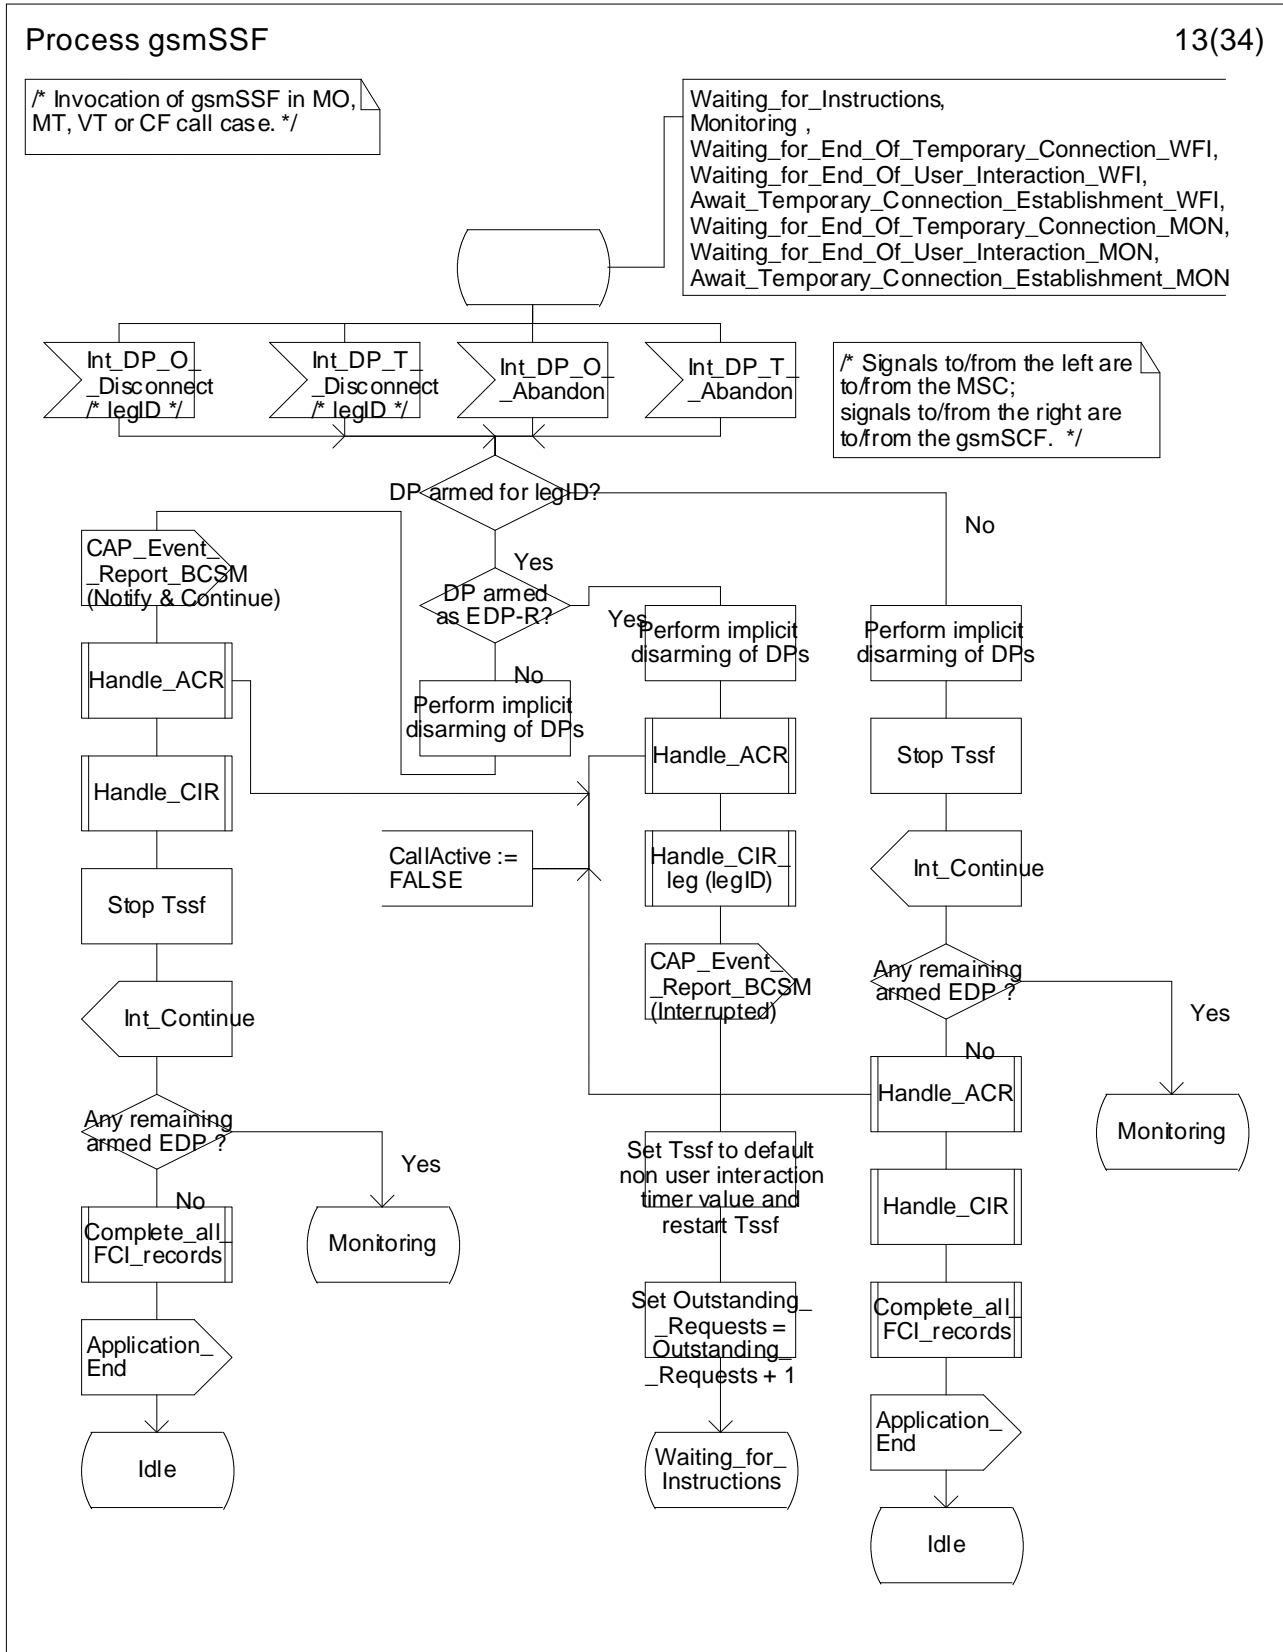 Process gsmSSF
13(34)
/* Invocation of gsmSSF in MO,
MT, VT or CF call case. */
Waiting_for_Instructions,
Monitoring ,
Waiting_for_End_Of_Temporary_Connection_WFI,
Waiting_for_End_Of_User_Interaction_WFI,
Await_Temporary_Connection_Establishment_WFI,
Waiting_for_End_Of_Temporary_Connection_MON,
Waiting_for_End_Of_User_Interaction_MON,
Await_Temporary_Connection_Establishment_MON
Int_DP_O_
_Disconnect
/* legID */
Int_DP_T_
_Disconnect
/* legID */
Int_DP_O_
_Abandon
Int_DP_T_
_Abandon
/* Signals to/from the left are
to/from the MSC;
signals to/from the right are
to/from the gsmSCF.  */
DP armed for legID?
No
Yes
CAP_Event_
_Report_BCSM
(Notify & Continue)
DP armed
as EDP-R?
Yes
No
Perform implicit
disarming of DPs
Perform implicit
disarming of DPs
Perform implicit
disarming of DPs
Handle_ACR
Handle_ACR
Stop Tssf
Handle_CIR
CallActive :=
FALSE
Handle_CIR_
leg (legID)
Int_Continue
Stop Tssf
CAP_Event_
_Report_BCSM
(Interrupted)
Any remaining
armed EDP ?
Yes
No
Int_Continue
Handle_ACR
Monitoring
Any remaining
armed EDP ?
Yes
No
Set Tssf to default
non user interaction
timer value and
restart Tssf
Handle_CIR
Complete_all_
FCI_records
Monitoring
Set Outstanding_
_Requests =
Outstanding_
_Requests + 1
Complete_all_
FCI_records
Application_
End
Application_
End
Idle
Waiting_for_
Instructions
Idle